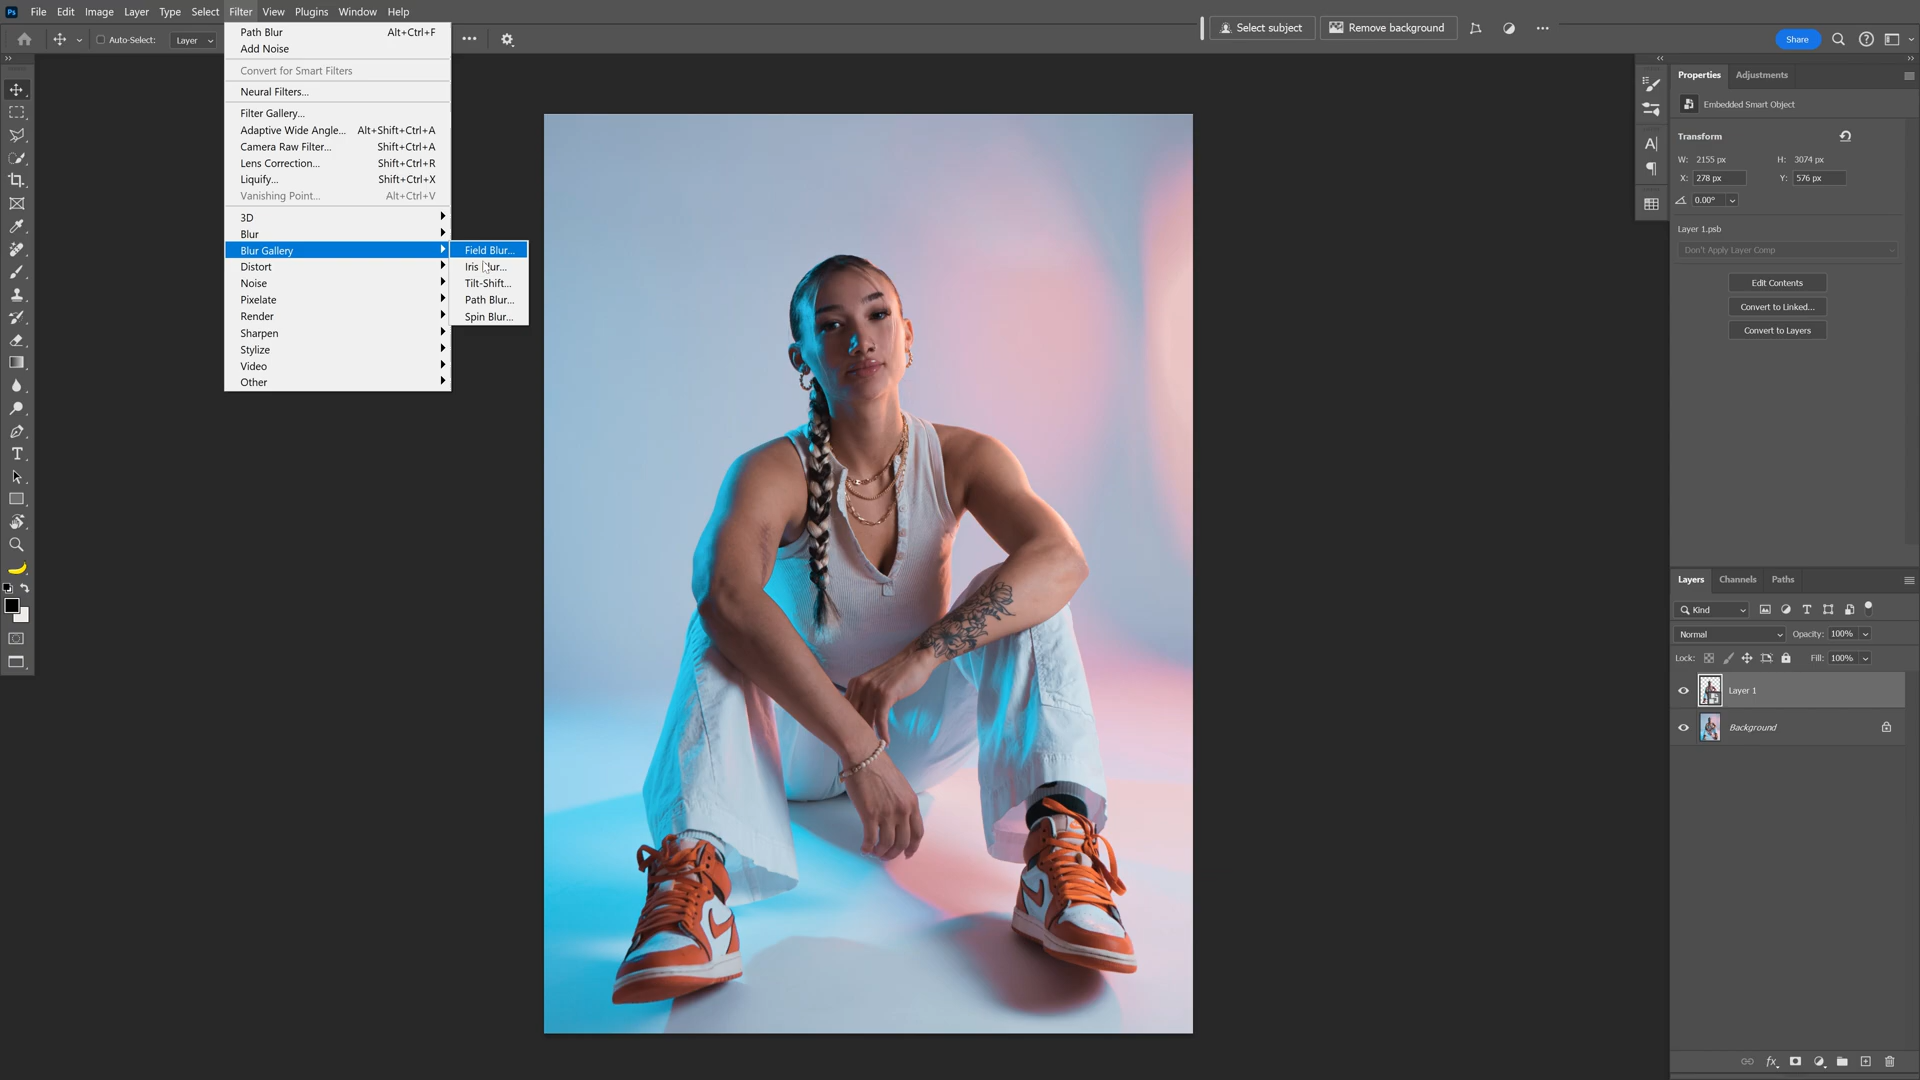 Ps File Edit Image Layer Type Select Filter View Plugins Window Help
Auto-Select: Layer
Select subject Remove background
Share
Path Blur Alt+Ctrl+F
Add Noise
Convert for Smart Filters
Neural Filters...
Filter Gallery...
Adaptive Wide Angle... Alt+Shift+Ctrl+A
Camera Raw Filter... Shift+Ctrl+A
Lens Correction... Shift+Ctrl+R
Liquify... Shift+Ctrl+X
Vanishing Point... Alt+Ctrl+V
3D
Blur
Blur Gallery
Distort
Noise
Pixelate
Render
Sharpen
Stylize
Video
Other
Field Blur...
Iris
Tilt-Shift...
Path Blur...
Spin Blur...
Properties Adjustments
Embedded Smart Object
Transform
W: 2155 px H: 3074 px
X: 278 px Y: 576 px
0.00°
Layer 1.psb
Don't Apply Layer Comp
Edit Contents
Convert to Linked...
Convert to Layers
Layers Channels Paths
Kind
Normal Opacity: 100%
Lock: Fill: 100%
Layer 1
Background